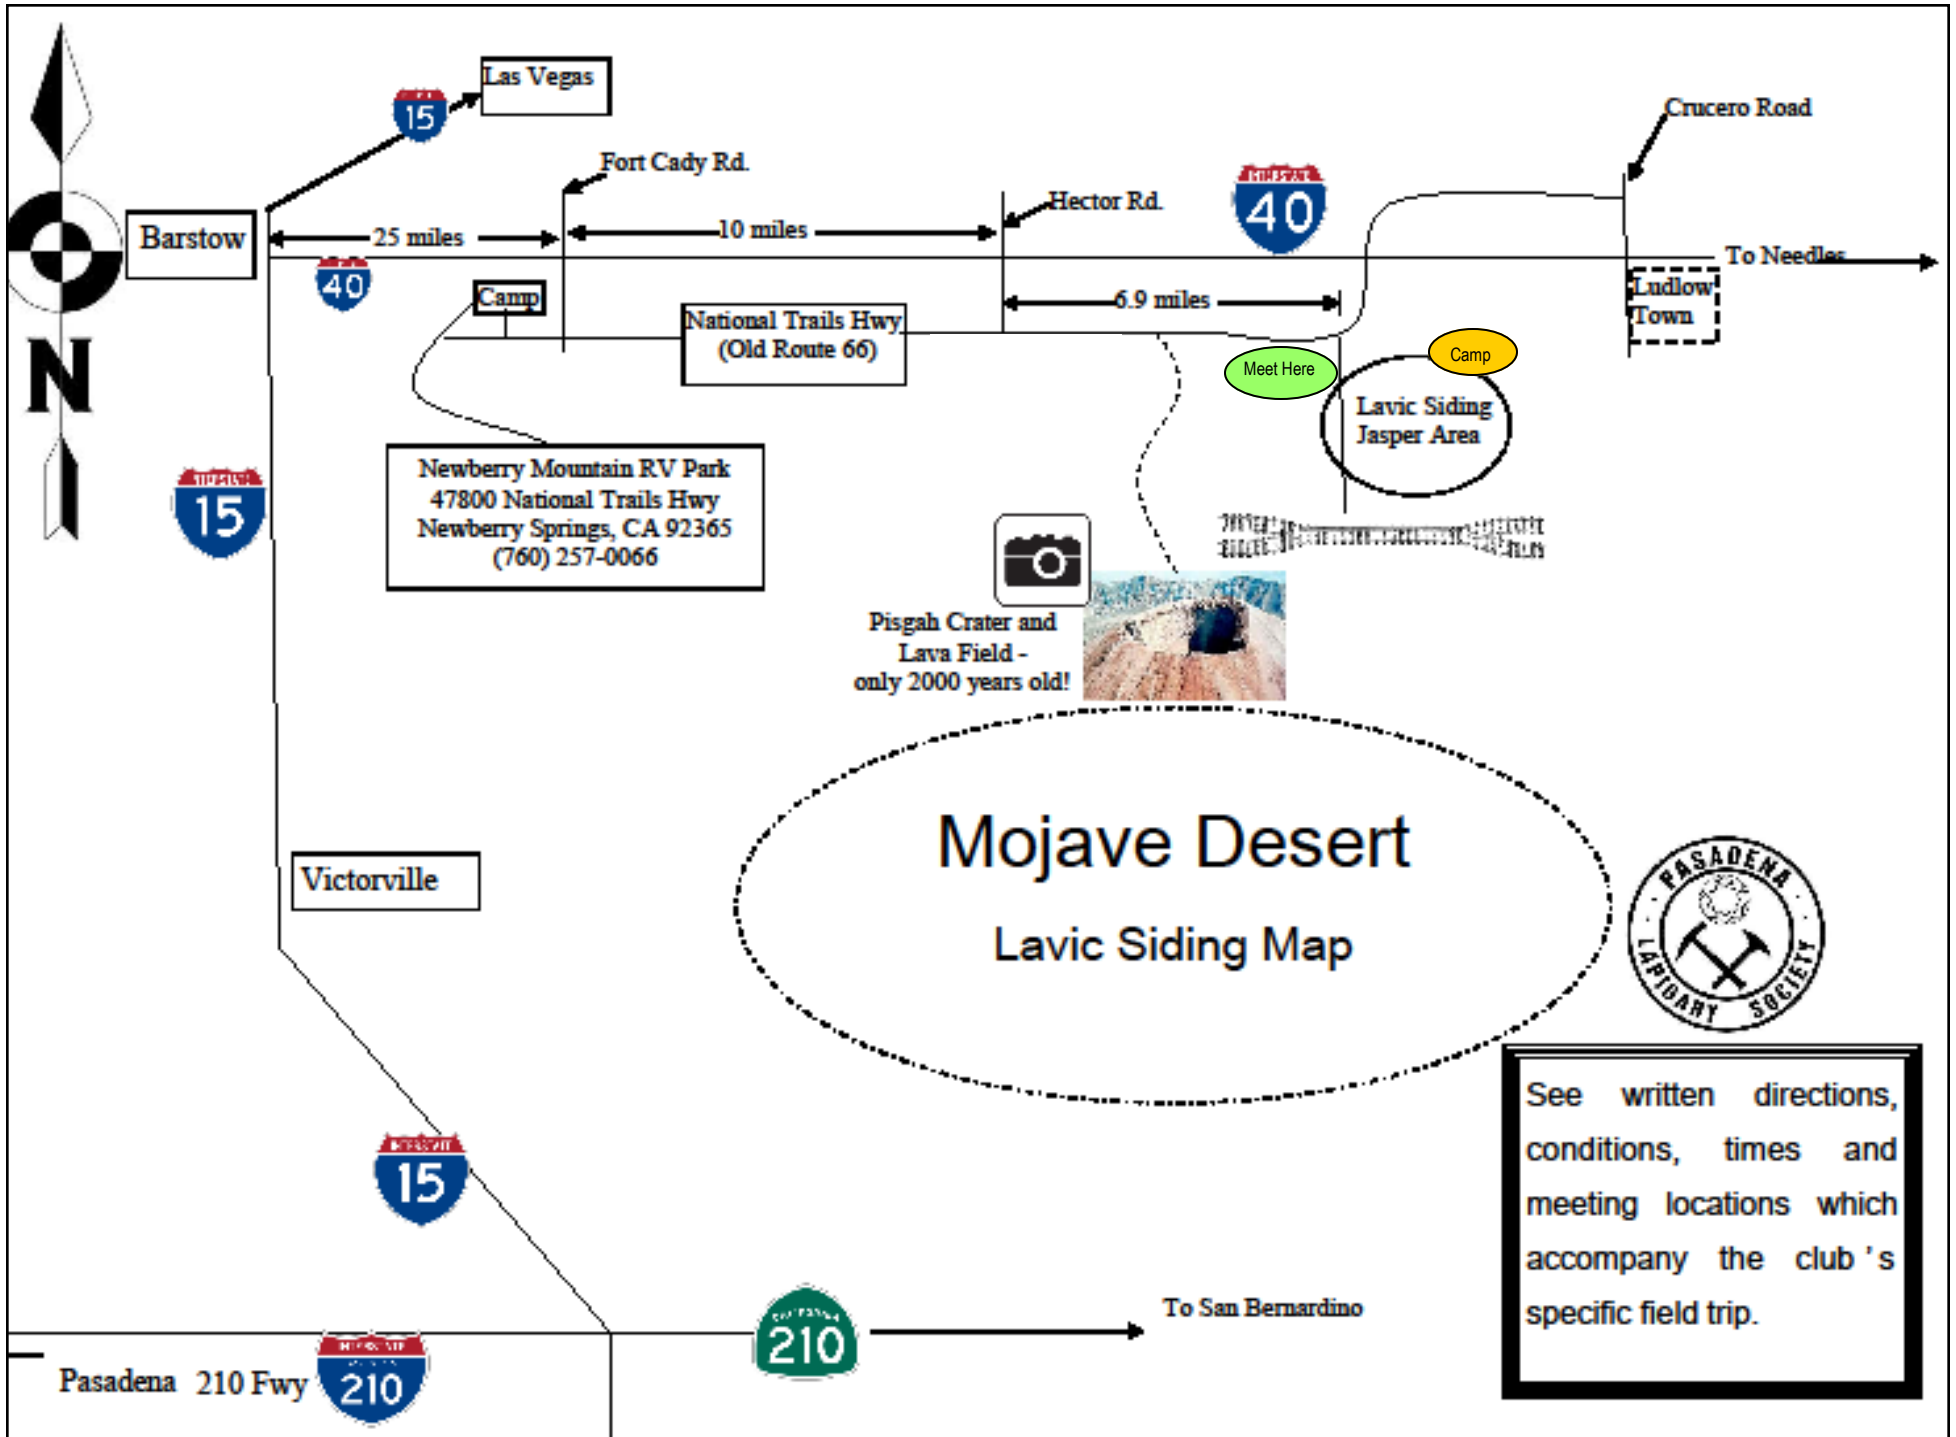 Las Vegas
15
Crucero Road
Fort Cady Rd.
Hector Rd.
INTERSTATE
40
Barstow
25 miles
10 miles
To Needles
40
Camp
6.9 miles
Ludlow
Town
National Trails Hwy
(Old Route 66)
Meet Here
Camp
Lavic Siding
Jasper Area
N
INTERSTATE
15
Newberry Mountain RV Park
47800 National Trails Hwy
Newberry Springs, CA 92365
(760) 257-0066
Pisgah Crater and
Lava Field -
only 2000 years old!
Mojave Desert
Lavic Siding Map
Victorville
PASADENA
LAPIDARY SOCIETY
See written directions,
conditions, times and
meeting locations which
accompany the club's
specific field trip.
INTERSTATE
15
To San Bernardino
CALIFORNIA
210
Pasadena 210 Fwy
INTERSTATE
210